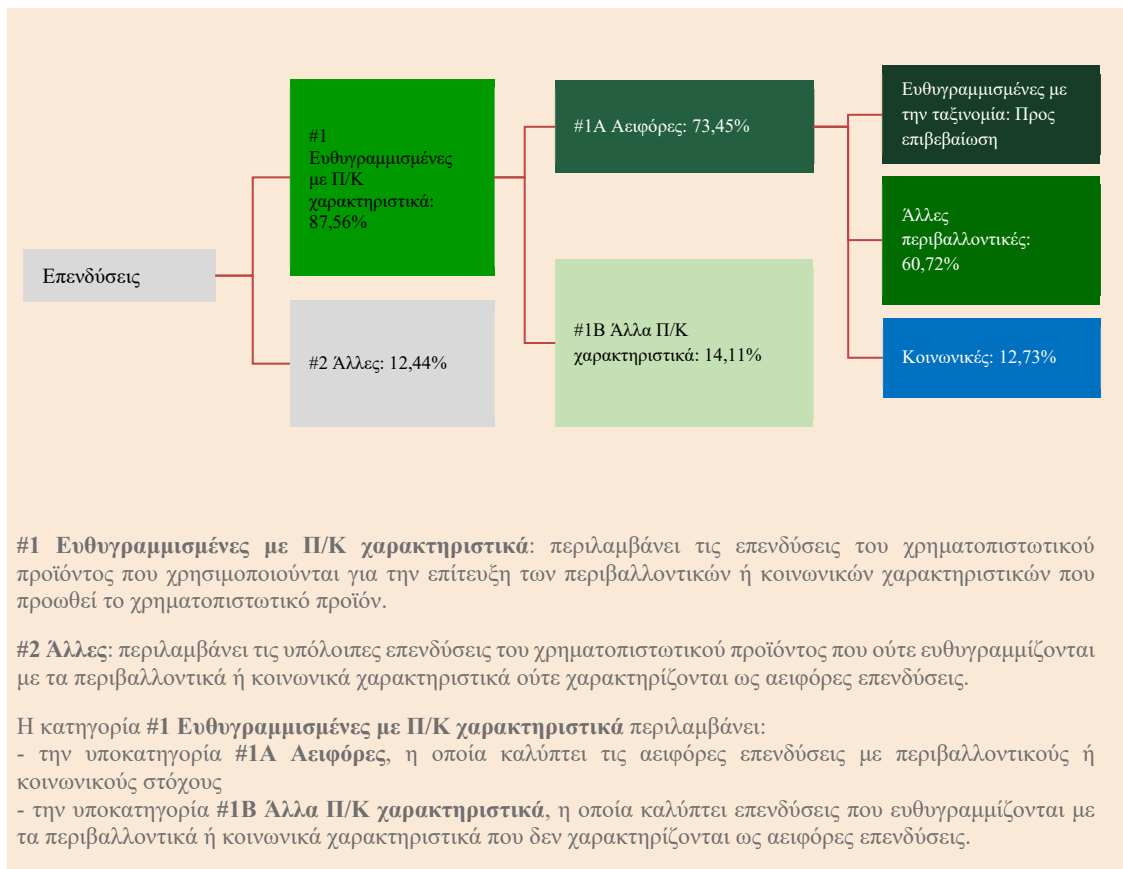 Επενδύσεις
#1
Ευθυγραμμισμένες
με Π/Κ
χαρακτηριστικά:
87,56%
#2 Άλλες: 12,44%
#1A Αειφόρες: 73,45%
#1B Άλλα Π/Κ
χαρακτηριστικά: 14,11%
Ευθυγραμμισμένες με
την ταξινομία: Προς
επιβεβαίωση
Άλλες
περιβαλλοντικές:
60,72%
Κοινωνικές: 12,73%
#1 Ευθυγραμμισμένες με Π/Κ χαρακτηριστικά: περιλαμβάνει τις επενδύσεις του χρηματοπιστωτικού
προϊόντος που χρησιμοποιούνται για την επίτευξη των περιβαλλοντικών ή κοινωνικών χαρακτηριστικών που
προωθεί το χρηματοπιστωτικό προϊόν.
#2 Άλλες: περιλαμβάνει τις υπόλοιπες επενδύσεις του χρηματοπιστωτικού προϊόντος που ούτε ευθυγραμμίζονται
με τα περιβαλλοντικά ή κοινωνικά χαρακτηριστικά ούτε χαρακτηρίζονται ως αειφόρες επενδύσεις.
Η κατηγορία #1 Ευθυγραμμισμένες με Π/Κ χαρακτηριστικά περιλαμβάνει:
- την υποκατηγορία #1A Αειφόρες, η οποία καλύπτει τις αειφόρες επενδύσεις με περιβαλλοντικούς ή
κοινωνικούς στόχους
- την υποκατηγορία #1B Άλλα Π/Κ χαρακτηριστικά, η οποία καλύπτει επενδύσεις που ευθυγραμμίζονται με
τα περιβαλλοντικά ή κοινωνικά χαρακτηριστικά που δεν χαρακτηρίζονται ως αειφόρες επενδύσεις.